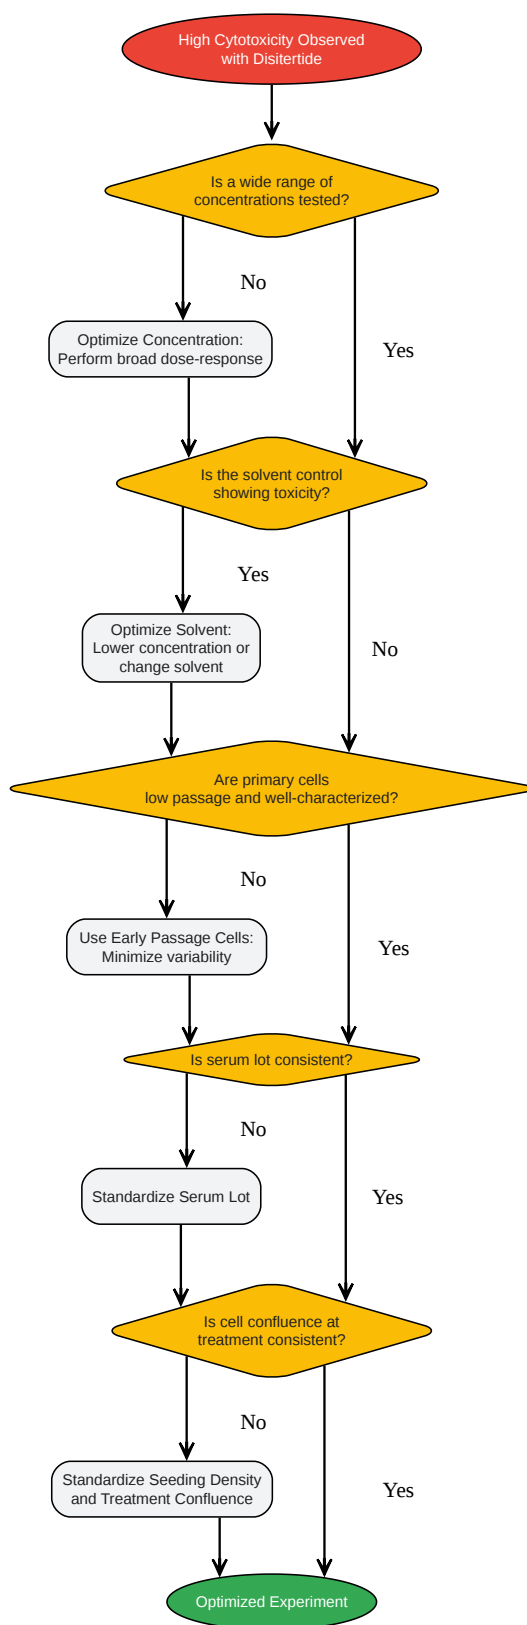 High Cytotoxicity Observed
with Disitertide
Is a wide range of
concentrations tested?
No
Optimize Concentration:
Perform broad dose-response
Yes
Is the solvent control
showing toxicity?
Yes
Optimize Solvent:
Lower concentration or
change solvent
No
Are primary cells
low passage and well-characterized?
No
Use Early Passage Cells:
Minimize variability
Yes
Is serum lot consistent?
No
Standardize Serum Lot
Yes
Is cell confluence at
treatment consistent?
No
Standardize Seeding Density
and Treatment Confluence
Yes
Optimized Experiment